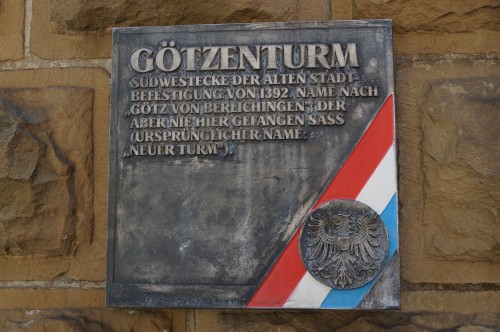 GÖTZENTURM
SÜDWESTECKE DER ALTEN STADT-
BEFESTIGUNG VON 1392. NAME NACH
„GÖTZ VON BERLICHINGEN", DER
ABER NIE HIER GEFANGEN SASS
(URSPRÜNGLICHER NAME:
„NEUER TURM").